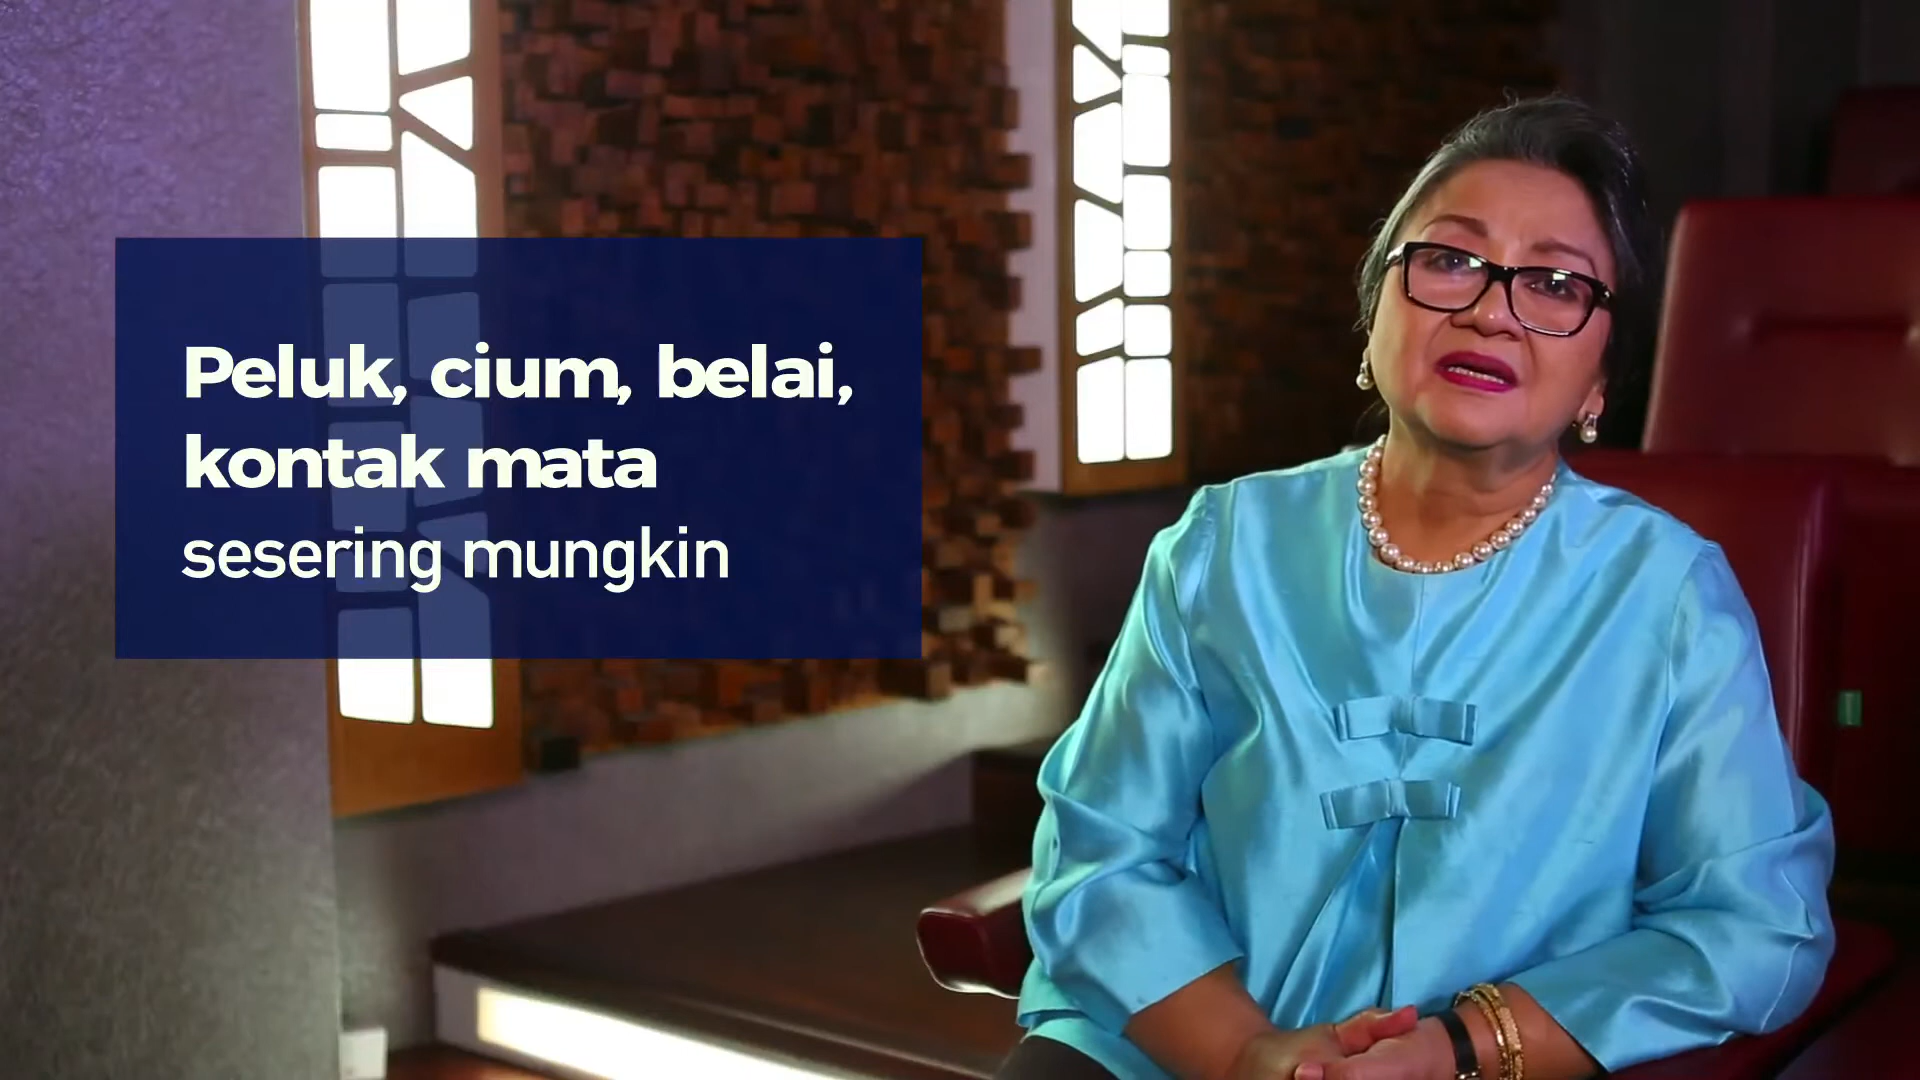 Peluk, cium, belai,
kontak mata
sesering mungkin